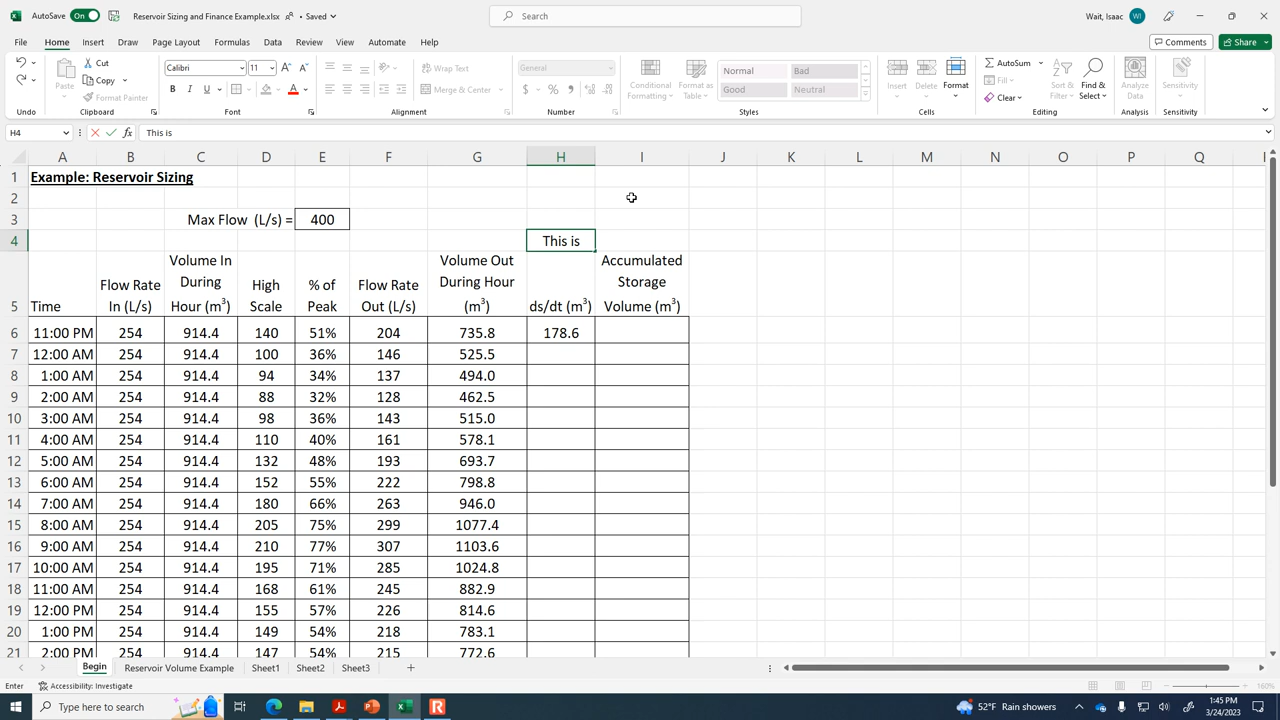 AutoSave On Reservoir Sizing and Finance Example.xlsx • Saved Search Wait, Isaac WI
File Home Insert Draw Page Layout Formulas Data Review View Automate Help Comments Share
Cut Calibri 11 Wrap Text General Normal Bad AutoSum
Copy Fill
Paste Format Painter Merge & Center Conditional Formatting Format as Table Good Neutral Insert Delete Format Clear Sort & Filter Find & Select Analyze Data Sensitivity
Undo Clipboard Font Alignment Number Styles Cells Editing Analysis Sensitivity
H4 This is
A B C D E F G H I J K L M N O P Q
1 Example: Reservoir Sizing
2
3 Max Flow (L/s) = 400
4 This is
5 Time Flow Rate In (L/s) Volume In During Hour (m³) High Scale % of Peak Flow Rate Out (L/s) Volume Out During Hour (m³) ds/dt (m³) Accumulated Storage Volume (m³)
6 11:00 PM 254 914.4 140 51% 204 735.8 178.6
7 12:00 AM 254 914.4 100 36% 146 525.5
8 1:00 AM 254 914.4 94 34% 137 494.0
9 2:00 AM 254 914.4 88 32% 128 462.5
10 3:00 AM 254 914.4 98 36% 143 515.0
11 4:00 AM 254 914.4 110 40% 161 578.1
12 5:00 AM 254 914.4 132 48% 193 693.7
13 6:00 AM 254 914.4 152 55% 222 798.8
14 7:00 AM 254 914.4 180 66% 263 946.0
15 8:00 AM 254 914.4 205 75% 299 1077.4
16 9:00 AM 254 914.4 210 77% 307 1103.6
17 10:00 AM 254 914.4 195 71% 285 1024.8
18 11:00 AM 254 914.4 168 61% 245 882.9
19 12:00 PM 254 914.4 155 57% 226 814.6
20 1:00 PM 254 914.4 149 54% 218 783.1
21 2:00 PM 254 914.4 147 54% 215 772.6
Begin Reservoir Volume Example Sheet1 Sheet2 Sheet3
Enter Accessibility: Investigate 160%
Type here to search 52°F Rain showers 1:45 PM
3/24/2023